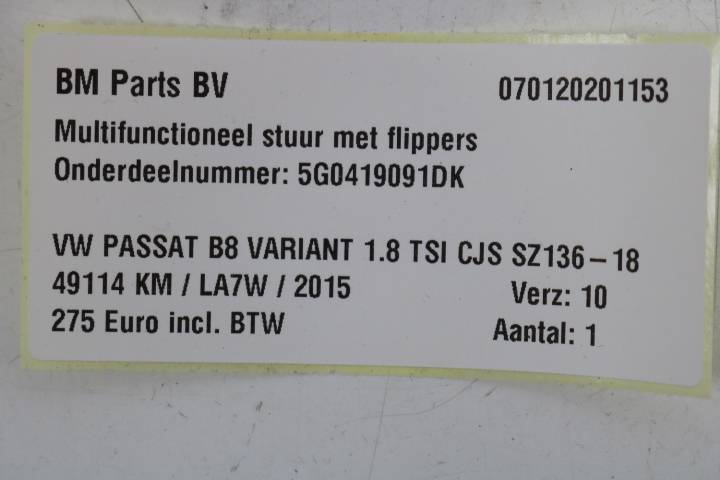 BM Parts BV 070120201153
Multifunctioneel stuur met flippers
Onderdeelnummer: 5G0419091DK
VW PASSAT B8 VARIANT 1.8 TSI CJS SZ136-18
49114 KM / LA7W / 2015 Verz: 10
275 Euro incl. BTW Aantal: 1